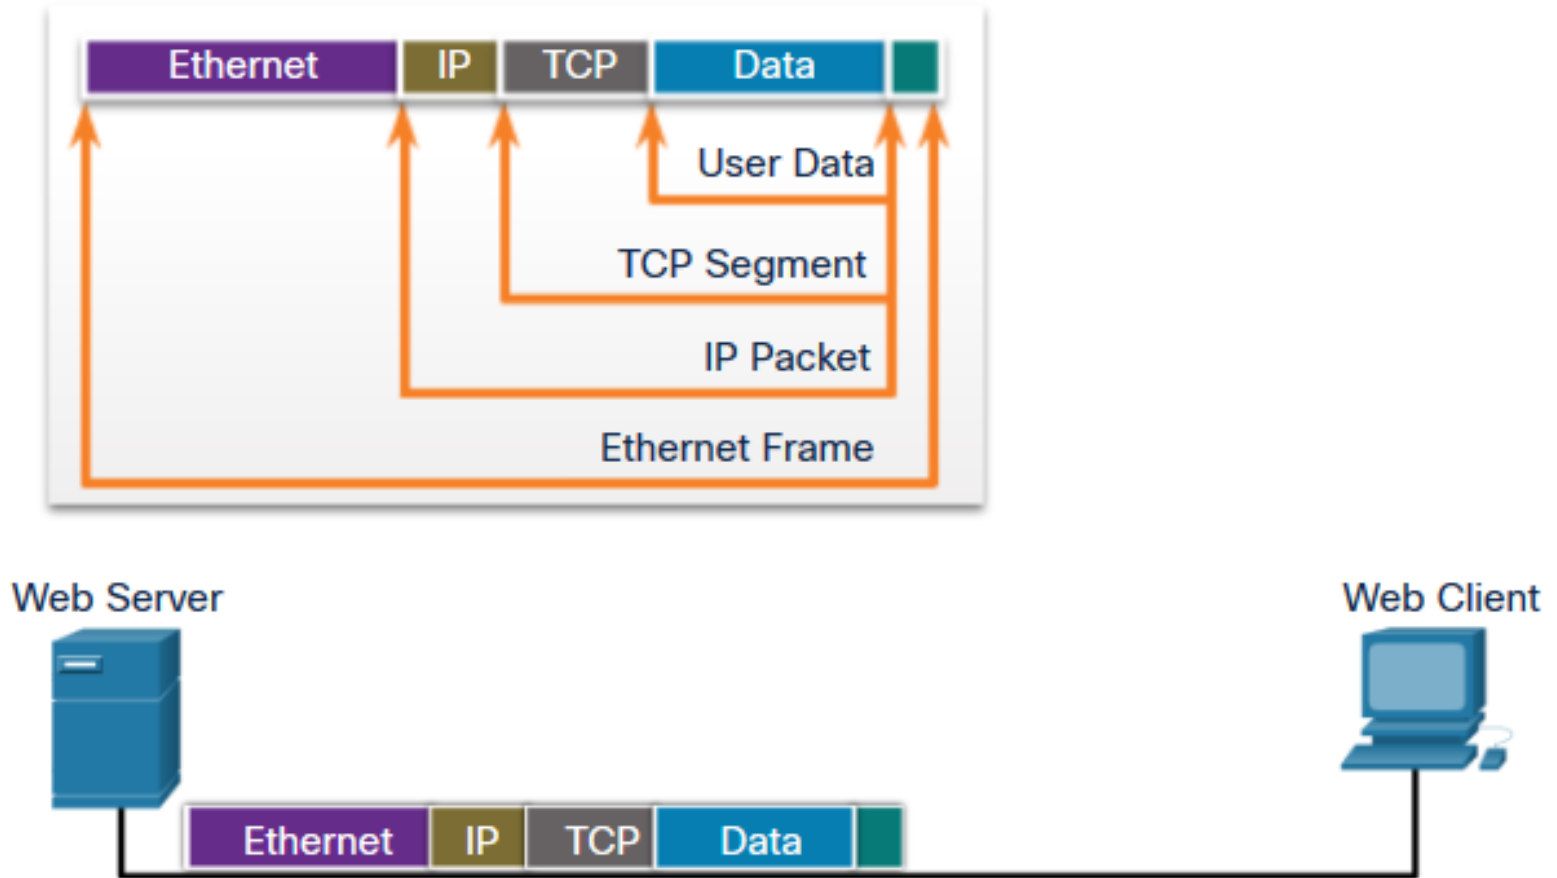 Ethernet IP TCP Data
User Data
TCP Segment
IP Packet
Ethernet Frame
Web Server
Web Client
Ethernet IP TCP Data